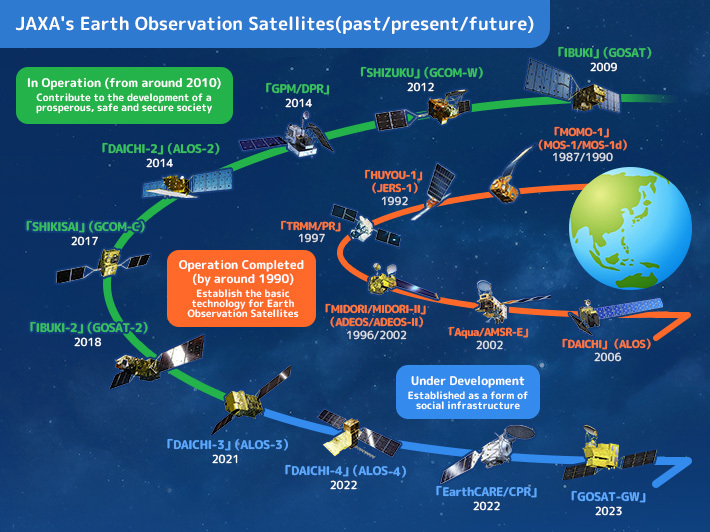 JAXA's Earth Observation Satellites(past/present/future)
In Operation (from around 2010)
Contribute to the development of a
prosperous, safe and secure society
「IBUKI」(GOSAT)
2009
「SHIZUKU」(GCOM-W)
2012
「GPM/DPR」
2014
「DAICHI-2」(ALOS-2)
2014
「SHIKISAI」(GCOM-C)
2017
「IBUKI-2」(GOSAT-2)
2018
「MOMO-1」
(MOS-1/MOS-1d)
1987/1990
「HUYOU-1」
(JERS-1)
1992
「TRMM/PR」
1997
Operation Completed
(by around 1990)
Establish the basic
technology for Earth
Observation Satellites
「MIDORI/MIDORI-II」
(ADEOS/ADEOS-II)
1996/2002
「Aqua/AMSR-E」
2002
「DAICHI」(ALOS)
2006
Under Development
Established as a form of
social infrastructure
「DAICHI-3」(ALOS-3)
2021
「DAICHI-4」(ALOS-4)
2022
「EarthCARE/CPR」
2022
「GOSAT-GW」
2023